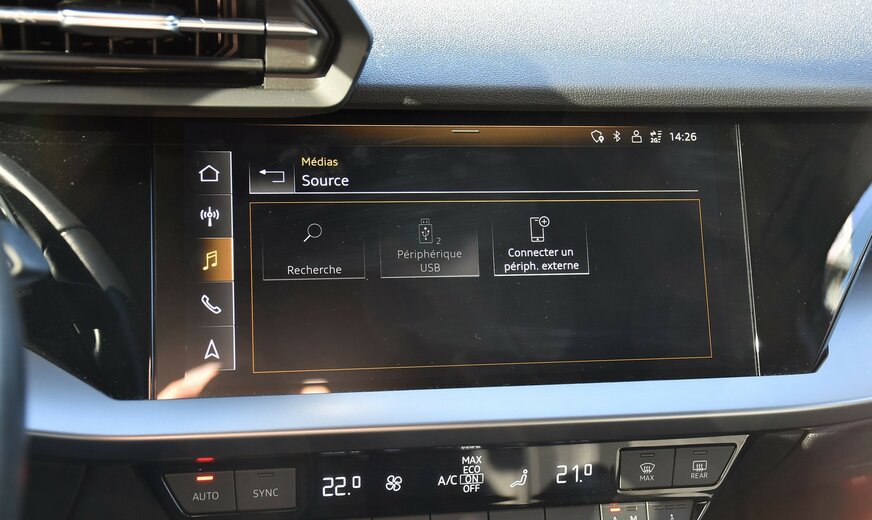 14:26
Médias
Source
Recherche
2
Périphérique
USB
Connecter un
périph. externe
AUTO
SYNC
22.0
A/C
MAX
ECO
ON
OFF
21.0
MAX
REAR
A
M